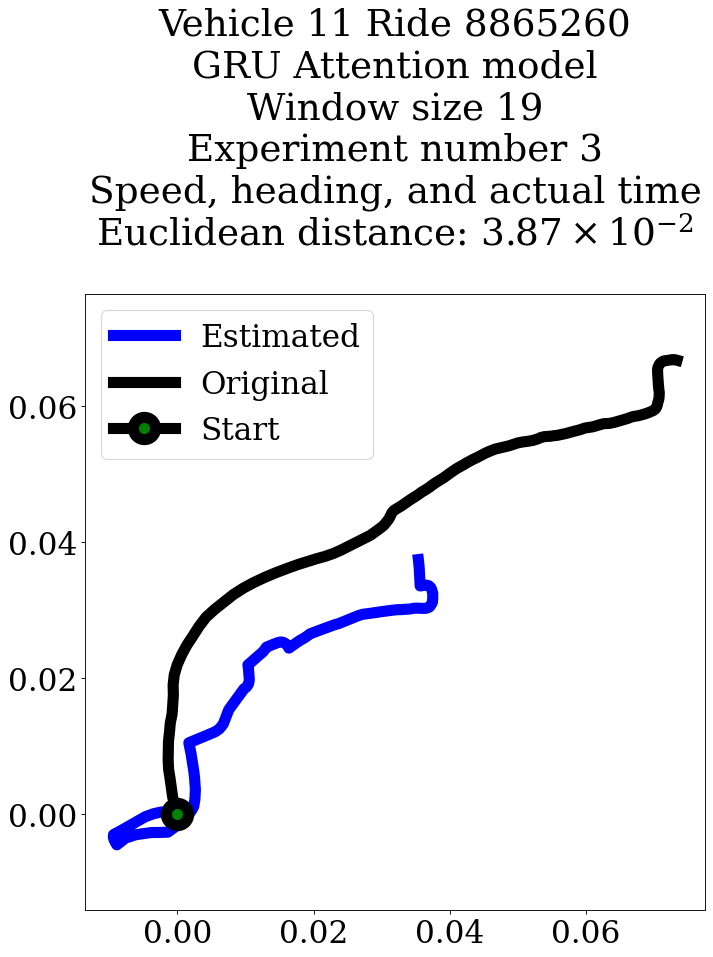 Vehicle 11 Ride 8865260
GRU Attention model
Window size 19
Experiment number 3
Speed, heading, and actual time
Euclidean distance: 3.87 × 10⁻²
Estimated
Original
Start
0.06
0.04
0.02
0.00
0.00 0.02 0.04 0.06